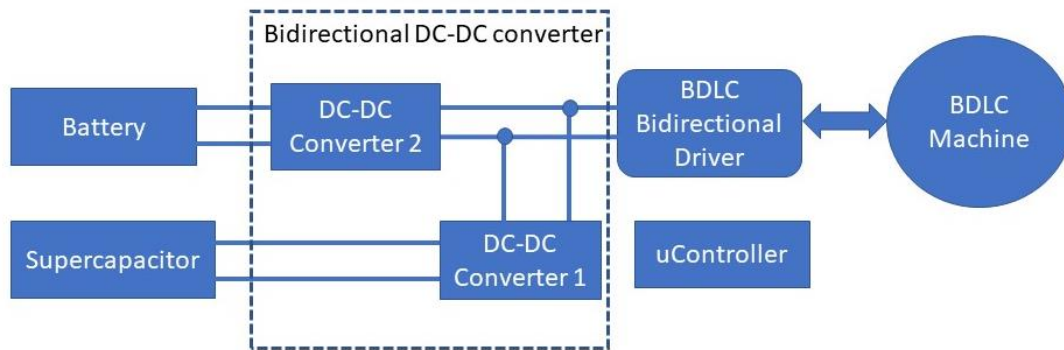 Bidirectional DC-DC converter
Battery
DC-DC
Converter 2
BDLC
Bidirectional
Driver
BDLC
Machine
Supercapacitor
DC-DC
Converter 1
uController